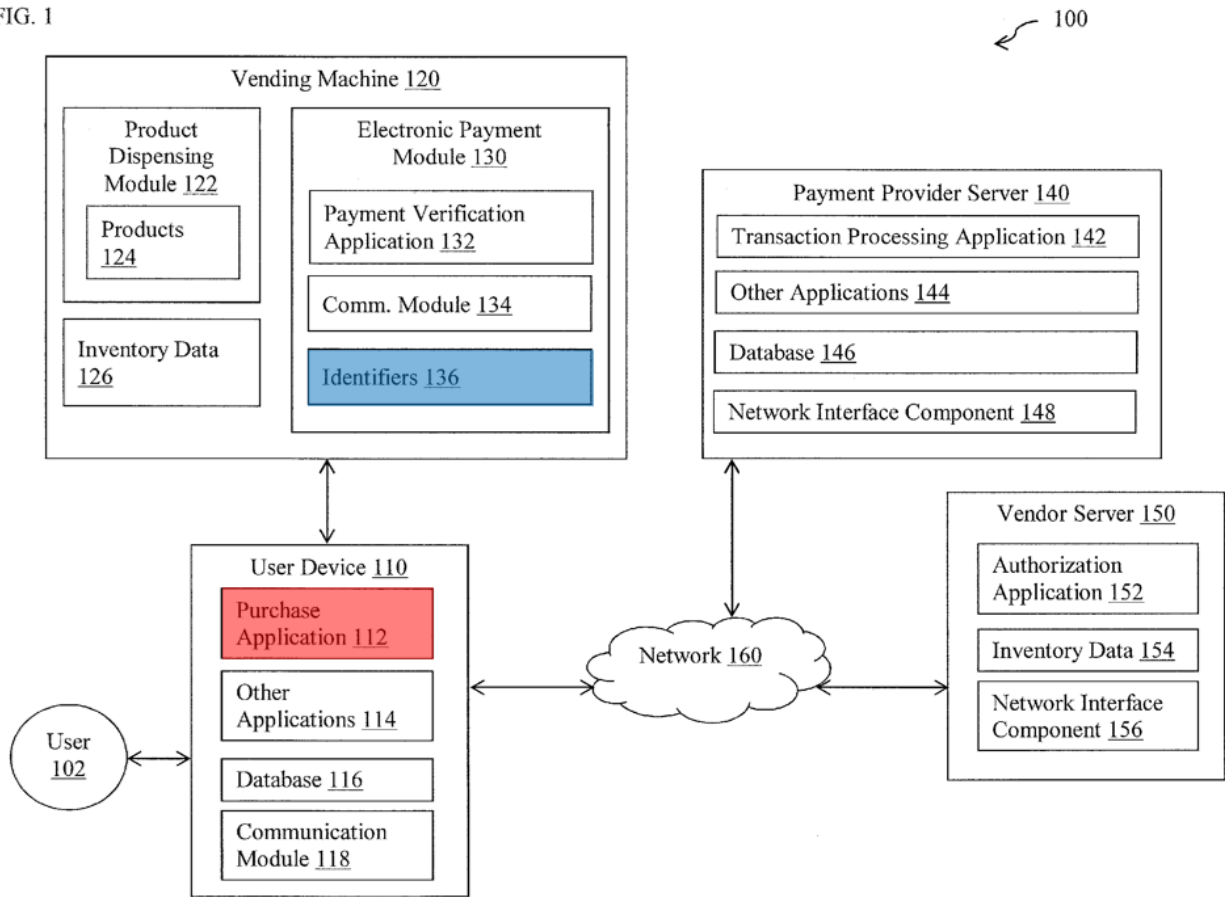 FIG. 1
100
Vending Machine 120
Product
Dispensing
Module 122
Products
124
Inventory Data
126
Electronic Payment
Module 130
Payment Verification
Application 132
Comm. Module 134
Identifiers 136
Payment Provider Server 140
Transaction Processing Application 142
Other Applications 144
Database 146
Network Interface Component 148
User Device 110
Purchase
Application 112
Other
Applications 114
Database 116
Communication
Module 118
User
102
Network 160
Vendor Server 150
Authorization
Application 152
Inventory Data 154
Network Interface
Component 156